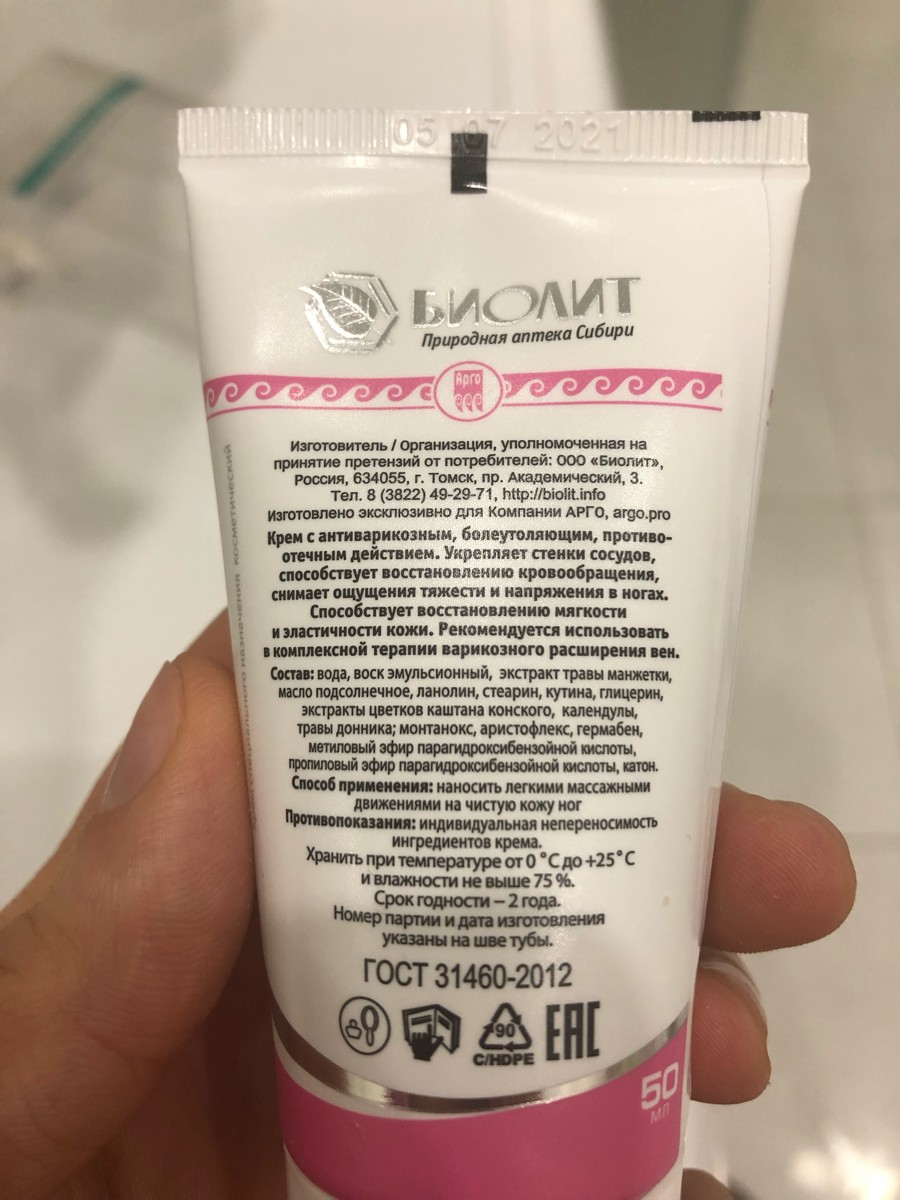 05 07 2021
БИОЛИТ
Природная аптека Сибири
Арго
Изготовитель / Организация, уполномоченная на
принятие претензий от потребителей: ООО «Биолит»,
Россия, 634055, г. Томск, пр. Академический, 3.
Тел. 8 (3822) 49-29-71, http://biolit.info
Изготовлено эксклюзивно для Компании АРГО, argo.pro
Крем с антиварикозным, болеутоляющим, противо-
отечным действием. Укрепляет стенки сосудов,
способствует восстановлению кровообращения,
снимает ощущения тяжести и напряжения в ногах.
Способствует восстановлению мягкости
и эластичности кожи. Рекомендуется использовать
в комплексной терапии варикозного расширения вен.
Состав: вода, воск эмульсионный, экстракт травы манжетки,
масло подсолнечное, ланолин, стеарин, кутина, глицерин,
экстракты цветков каштана конского, календулы,
травы донника; монтанокс, аристофлекс, гермабен,
метиловый эфир парагидроксибензойной кислоты,
пропиловый эфир парагидроксибензойной кислоты, катон.
Способ применения: наносить легкими массажными
движениями на чистую кожу ног
Противопоказания: индивидуальная непереносимость
ингредиентов крема.
Хранить при температуре от 0 °С до +25°С
и влажности не выше 75 %.
Срок годности – 2 года.
Номер партии и дата изготовления
указаны на шве тубы.
ГОСТ 31460-2012
90
C/HDPE
EAC
50
МЛ
специального назначения косметический